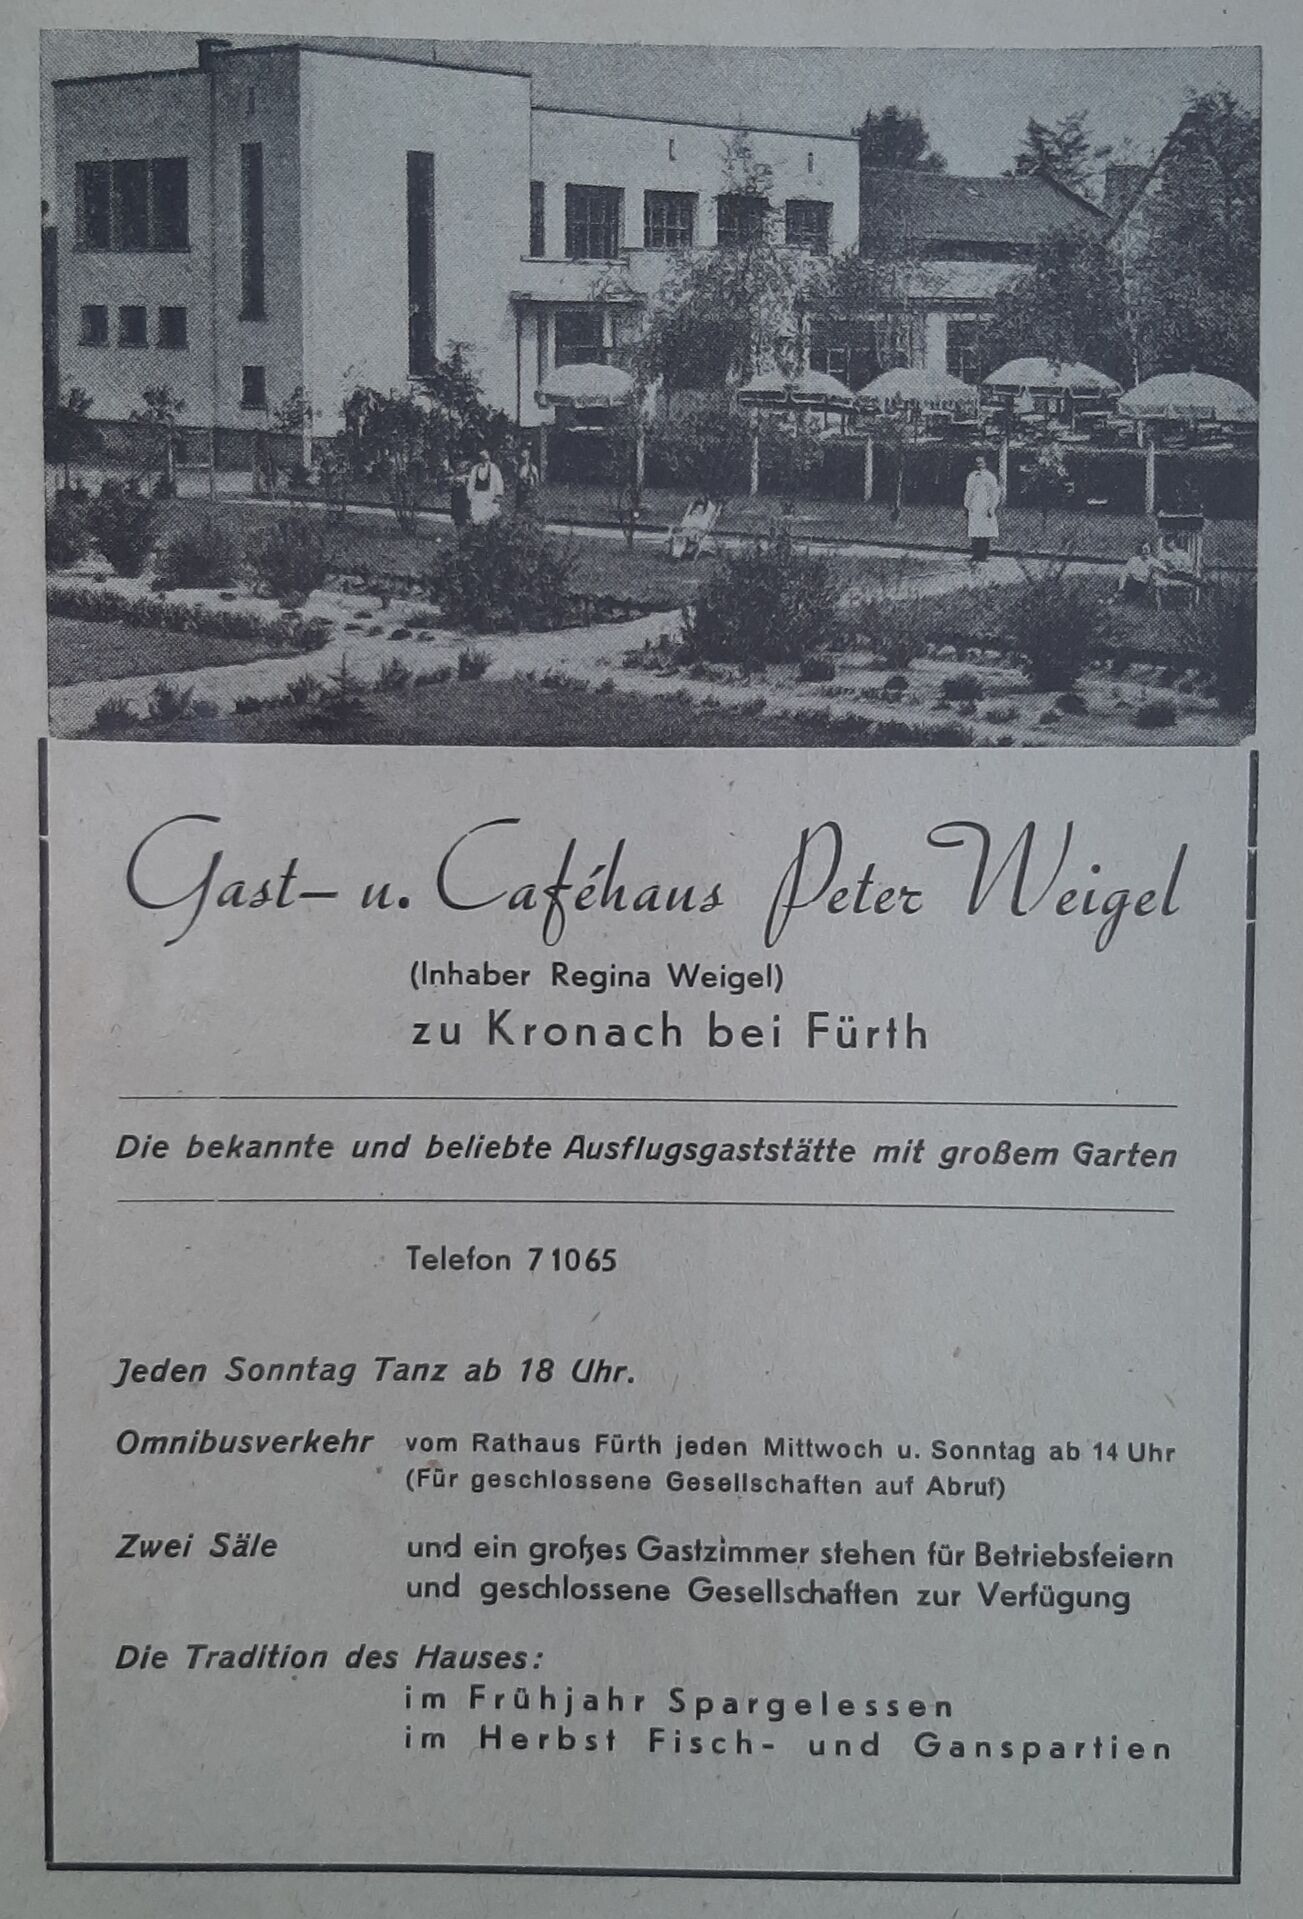 Gast- u. Caféhaus Peter Weigel
(Inhaber Regina Weigel)
zu Kronach bei Fürth
Die bekannte und beliebte Ausflugsgaststätte mit großem Garten
Telefon 71065
Jeden Sonntag Tanz ab 18 Uhr.
Omnibusverkehr vom Rathaus Fürth jeden Mittwoch u. Sonntag ab 14 Uhr
(Für geschlossene Gesellschaften auf Abruf)
Zwei Säle und ein großes Gastzimmer stehen für Betriebsfeiern
und geschlossene Gesellschaften zur Verfügung
Die Tradition des Hauses:
im Frühjahr Spargelessen
im Herbst Fisch- und Ganspartien